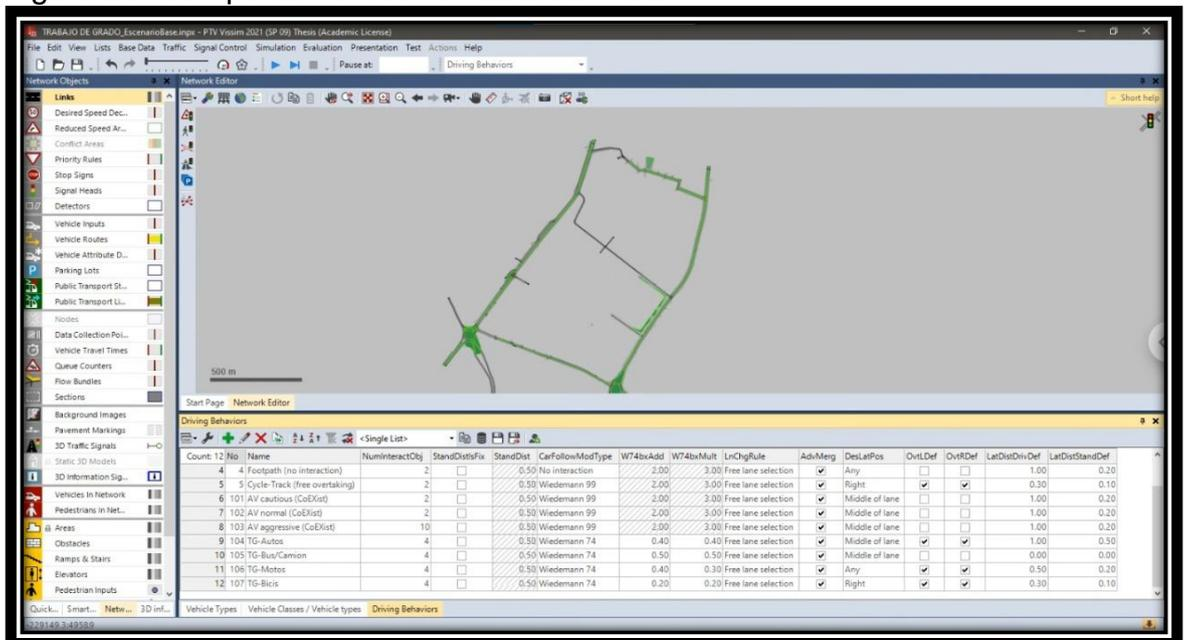 TRABAJO DE GRADO_EscenarioBase.inpx - PTV Vissim 2021 (SP 09) Thesis (Academic License)
File Edit View Lists Base Data Traffic Signal Control Simulation Evaluation Presentation Test Actions Help
Pause at: Driving Behaviors
Network Objects
Network Editor
Short help
Links
Desired Speed Dec...
Reduced Speed Ar...
Conflict Areas
Priority Rules
Stop Signs
Signal Heads
Detectors
Vehicle Inputs
Vehicle Routes
Vehicle Attribute D...
Parking Lots
Public Transport St...
Public Transport Li...
Nodes
Data Collection Poi...
Vehicle Travel Times
Queue Counters
Flow Bundles
Sections
Background Images
Pavement Markings
3D Traffic Signals
Static 3D Models
3D Information Sig...
Vehicles In Network
Pedestrians In Net...
Areas
Obstacles
Ramps & Stairs
Elevators
Pedestrian Inputs
Quick... Smart... Netw... 3D inf...
500 m
Start Page Network Editor
Driving Behaviors
<Single List>
Count: 12 No Name NumInteractObj StandDistIsFix StandDist CarFollowModType W74bxAdd W74bxMult LnChgRule AdvMerg DesLatPos OvtLDef OvtRDef LatDistDrivDef LatDistStandDef
4 4 Footpath (no interaction) 2 0.50 No interaction 2.00 3.00 Free lane selection Any 1.00 0.20
5 5 Cycle-Track (free overtaking) 2 0.50 Wiedemann 99 2.00 3.00 Free lane selection Right 0.30 0.10
6 101 AV cautious (CoEXist) 2 0.50 Wiedemann 99 2.00 3.00 Free lane selection Middle of lane 1.00 0.20
7 102 AV normal (CoEXist) 2 0.50 Wiedemann 99 2.00 3.00 Free lane selection Middle of lane 1.00 0.20
8 103 AV aggressive (CoEXist) 10 0.50 Wiedemann 99 2.00 3.00 Free lane selection Middle of lane 1.00 0.20
9 104 TG-Autos 4 0.50 Wiedemann 74 0.40 0.40 Free lane selection Middle of lane 1.00 0.50
10 105 TG-Bus/Camion 4 0.50 Wiedemann 74 0.50 0.50 Free lane selection Middle of lane 0.00 0.00
11 106 TG-Motos 4 0.50 Wiedemann 74 0.40 0.30 Free lane selection Any 0.50 0.20
12 107 TG-Bicis 4 0.50 Wiedemann 74 0.20 0.20 Free lane selection Right 0.30 0.10
Vehicle Types Vehicle Classes / Vehicle types Driving Behaviors